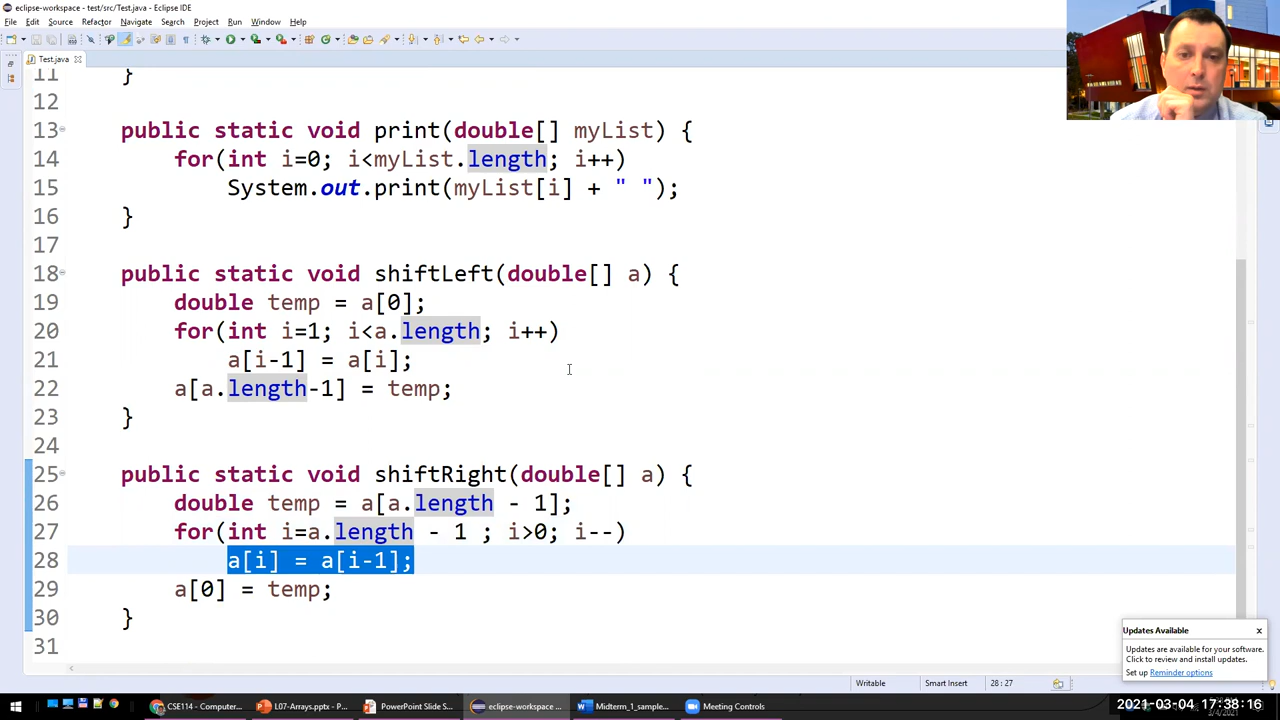 eclipse-workspace - test/src/Test.java - Eclipse IDE
File Edit Source Refactor Navigate Search Project Run Window Help
Test.java
11 }
12
13 public static void print(double[] myList) {
14 for(int i=0; i<myList.length; i++)
15 System.out.print(myList[i] + " ");
16 }
17
18 public static void shiftLeft(double[] a) {
19 double temp = a[0];
20 for(int i=1; i<a.length; i++)
21 a[i-1] = a[i];
22 a[a.length-1] = temp;
23 }
24
25 public static void shiftRight(double[] a) {
26 double temp = a[a.length - 1];
27 for(int i=a.length - 1 ; i>0; i--)
28 a[i] = a[i-1];
29 a[0] = temp;
30 }
31
Updates Available
Updates are available for your software.
Click to review and install updates.
Set up Reminder options
Writable Smart Insert 28 : 27
CSE114 - Computer... L07-Arrays.pptx - P... PowerPoint Slide S... eclipse-workspace ... Midterm_1_sample... Meeting Controls
2021-03-04 17:38:16